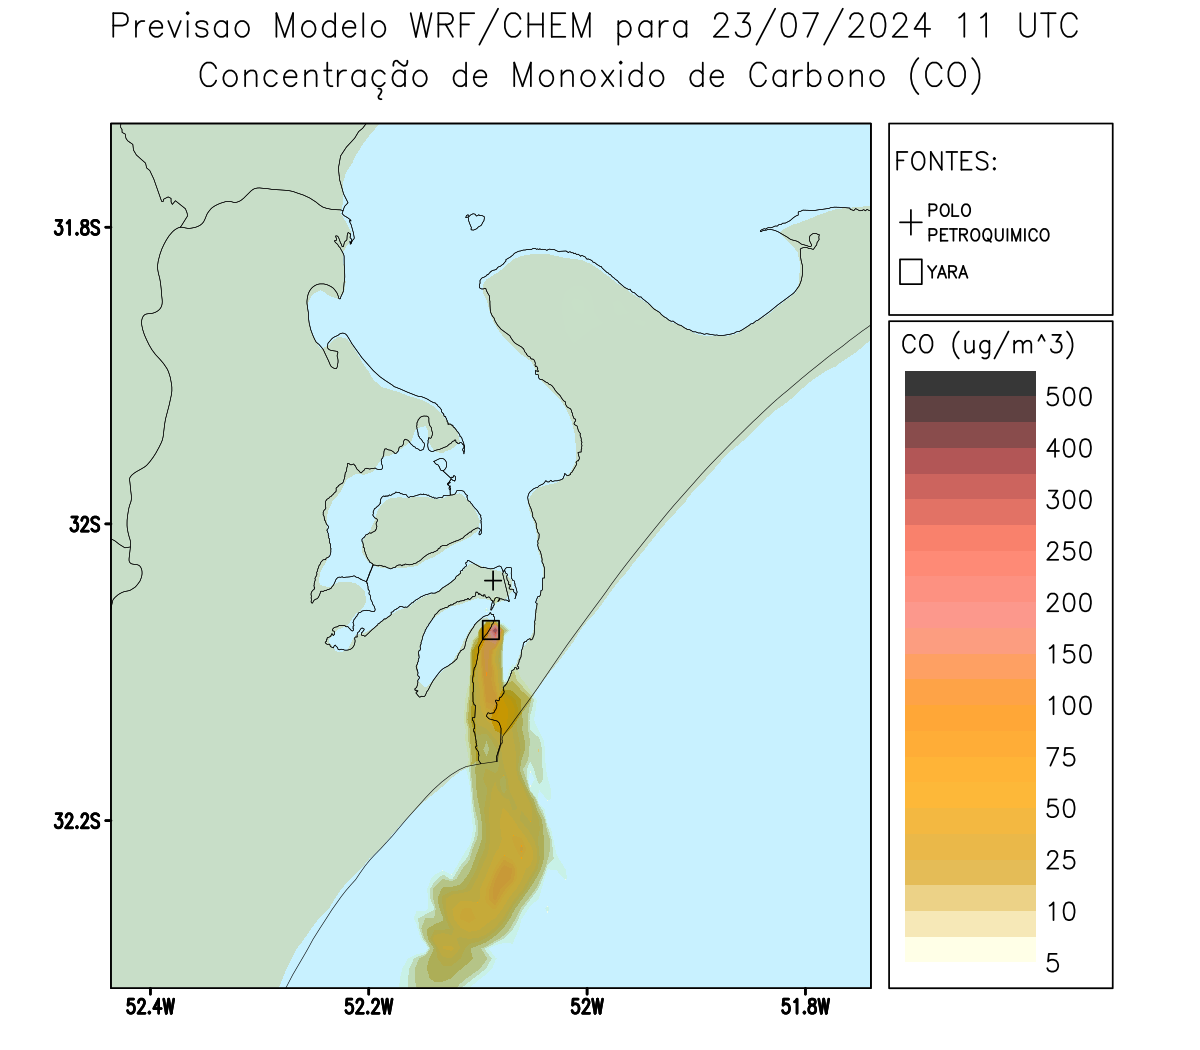 Previsao Modelo WRF/CHEM para 23/07/2024 11 UTC
Concentração de Monoxido de Carbono (CO)
FONTES:
POLO
PETROQUIMICO
YARA
CO (ug/m^3)
500
400
300
250
200
150
100
75
50
25
10
5
31.8S
32S
32.2S
52.4W
52.2W
52W
51.8W